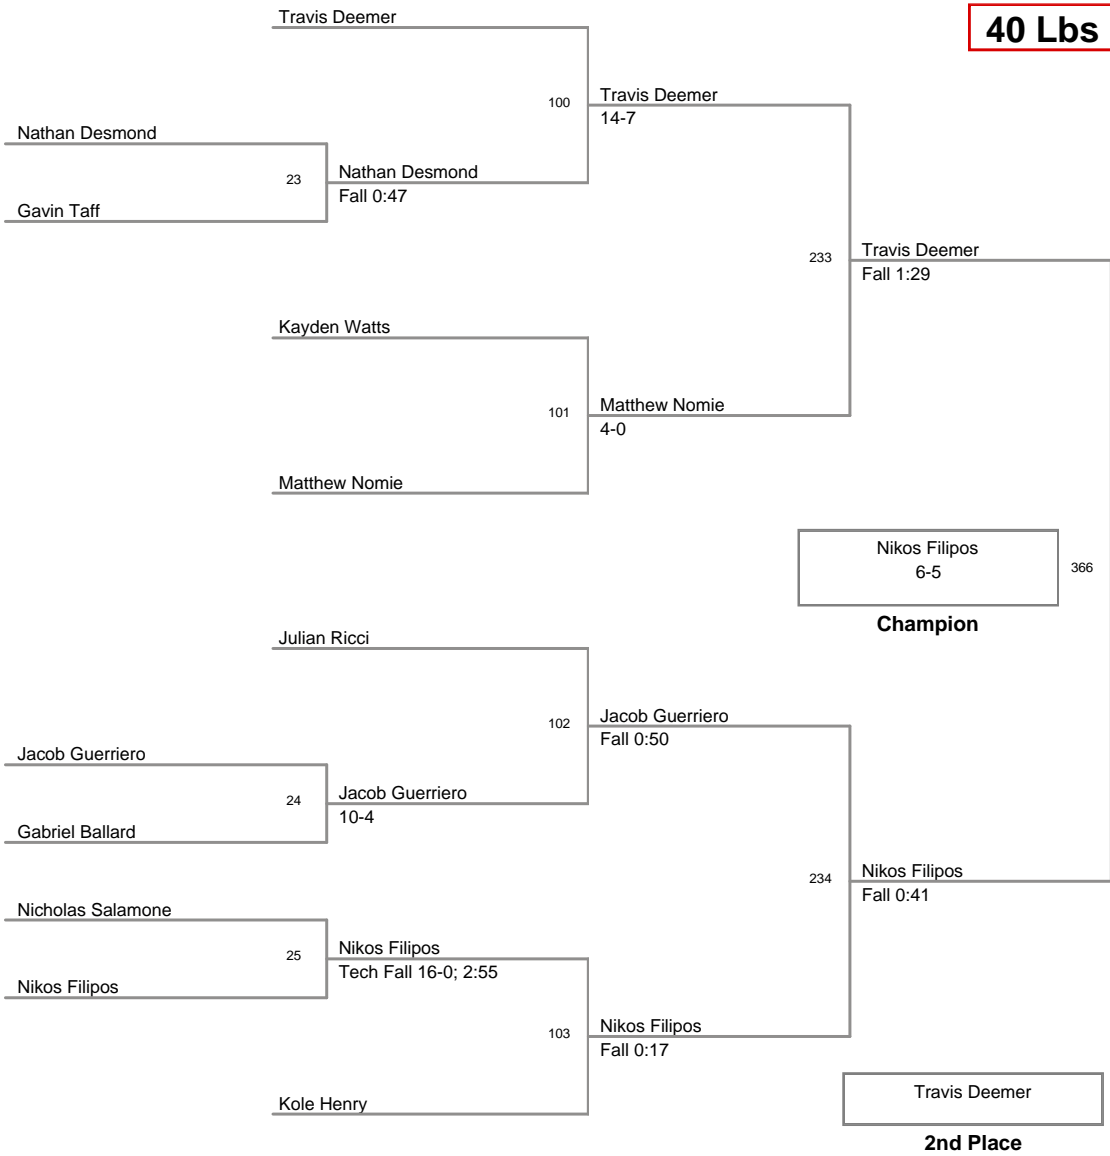 Travis Deemer
40 Lbs
100
Travis Deemer
14-7
Nathan Desmond
23
Nathan Desmond
Fall 0:47
Gavin Taff
233
Travis Deemer
Fall 1:29
Kayden Watts
101
Matthew Nomie
4-0
Matthew Nomie
Nikos Filipos
6-5
366
Champion
Julian Ricci
102
Jacob Guerriero
Fall 0:50
Jacob Guerriero
24
Jacob Guerriero
10-4
Gabriel Ballard
234
Nikos Filipos
Fall 0:41
Nicholas Salamone
25
Nikos Filipos
Tech Fall 16-0; 2:55
Nikos Filipos
103
Nikos Filipos
Fall 0:17
Kole Henry
Travis Deemer
2nd Place